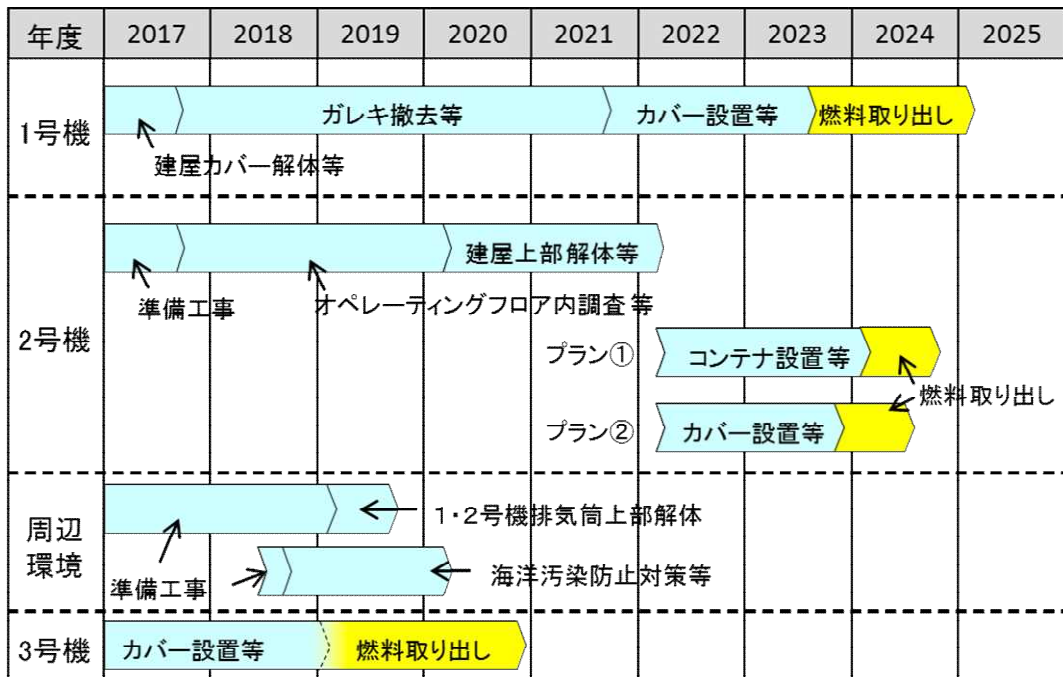 年度 2017 2018 2019 2020 2021 2022 2023 2024 2025
1号機
ガレキ撤去等 カバー設置等 燃料取り出し
建屋カバー解体等
2号機
建屋上部解体等
準備工事 オペレーティングフロア内調査等
プラン① コンテナ設置等
燃料取り出し
プラン② カバー設置等
周辺
環境
1・2号機排気筒上部解体
準備工事 海洋汚染防止対策等
3号機 カバー設置等 燃料取り出し